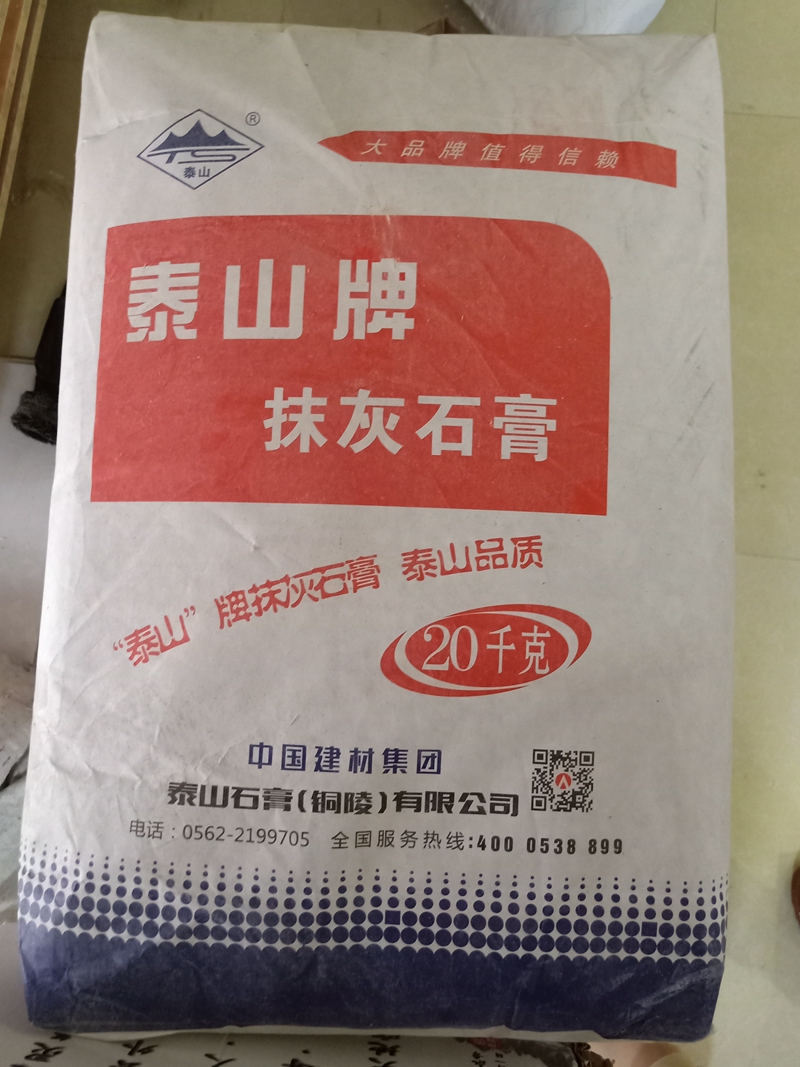 TS
泰山
®
大品牌值得信赖
泰山牌
抹灰石膏
“泰山”牌抹灰石膏 泰山品质
20千克
中国建材集团
泰山石膏(铜陵)有限公司
电话:0562-2199705 全国服务热线:400 0538 899